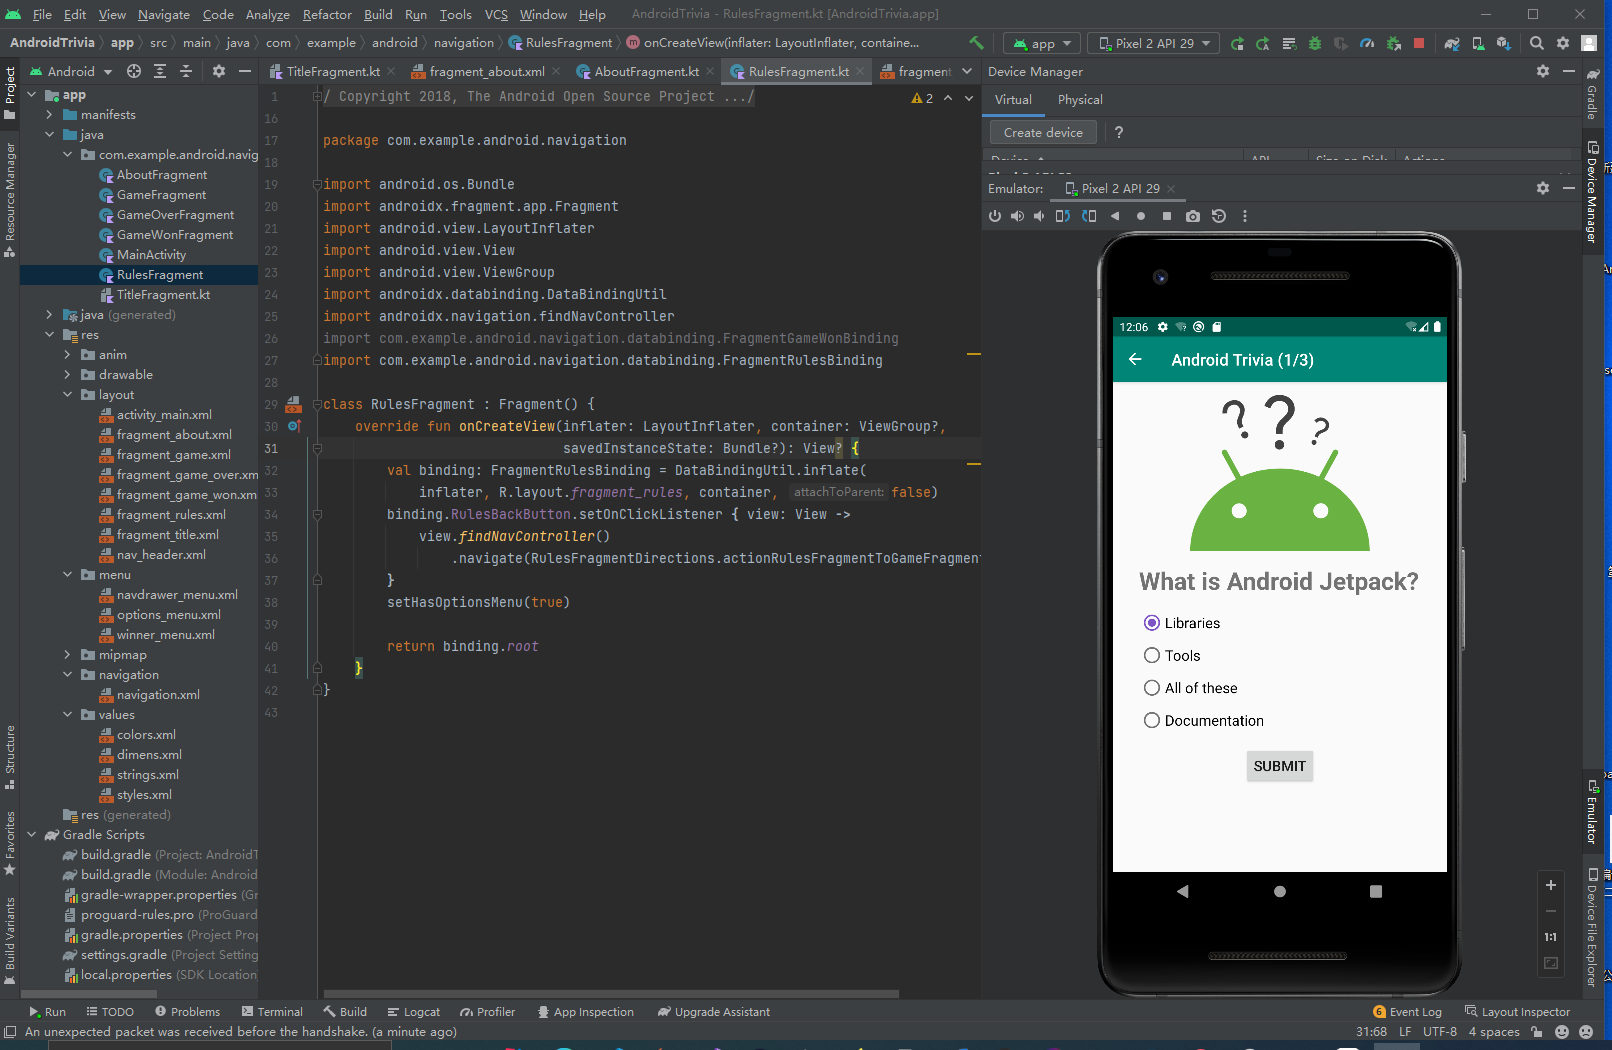 File Edit View Navigate Code Analyze Refactor Build Run Tools VCS Window Help AndroidTrivia - RulesFragment.kt [AndroidTrivia.app]
AndroidTrivia app src main java com example android navigation RulesFragment onCreateView(inflater: LayoutInflater, containe... app Pixel 2 API 29
Project
Resource Manager
Structure
Favorites
Build Variants
Android
app
manifests
java
com.example.android.navig
AboutFragment
GameFragment
GameOverFragment
GameWonFragment
MainActivity
RulesFragment
TitleFragment.kt
java (generated)
res
anim
drawable
layout
activity_main.xml
fragment_about.xml
fragment_game.xml
fragment_game_over.xm
fragment_game_won.xm
fragment_rules.xml
fragment_title.xml
nav_header.xml
menu
navdrawer_menu.xml
options_menu.xml
winner_menu.xml
mipmap
navigation
navigation.xml
values
colors.xml
dimens.xml
strings.xml
styles.xml
res (generated)
Gradle Scripts
build.gradle (Project: AndroidT
build.gradle (Module: Android
gradle-wrapper.properties (Gr
proguard-rules.pro (ProGuard
gradle.properties (Project Prop
settings.gradle (Project Setting
local.properties (SDK Location
TitleFragment.kt fragment_about.xml AboutFragment.kt RulesFragment.kt fragment
2
1 / Copyright 2018, The Android Open Source Project .../
16
17 package com.example.android.navigation
18
19 import android.os.Bundle
20 import androidx.fragment.app.Fragment
21 import android.view.LayoutInflater
22 import android.view.View
23 import android.view.ViewGroup
24 import androidx.databinding.DataBindingUtil
25 import androidx.navigation.findNavController
26 import com.example.android.navigation.databinding.FragmentGameWonBinding
27 import com.example.android.navigation.databinding.FragmentRulesBinding
28
29 class RulesFragment : Fragment() {
30 override fun onCreateView(inflater: LayoutInflater, container: ViewGroup?,
31 savedInstanceState: Bundle?): View? {
32 val binding: FragmentRulesBinding = DataBindingUtil.inflate(
33 inflater, R.layout.fragment_rules, container, attachToParent: false)
34 binding.RulesBackButton.setOnClickListener { view: View ->
35 view.findNavController()
36 .navigate(RulesFragmentDirections.actionRulesFragmentToGameFragment
37 }
38 setHasOptionsMenu(true)
39
40 return binding.root
41 }
42 }
43
Device Manager
Virtual Physical
Create device ?
Emulator: Pixel 2 API 29
12:06
Android Trivia (1/3)
? ? ?
What is Android Jetpack?
Libraries
Tools
All of these
Documentation
SUBMIT
1:1
Gradle
Device Manager
Emulator
Device File Explorer
Run TODO Problems Terminal Build Logcat Profiler App Inspection Upgrade Assistant 6 Event Log Layout Inspector
An unexpected packet was received before the handshake. (a minute ago) 31:68 LF UTF-8 4 spaces